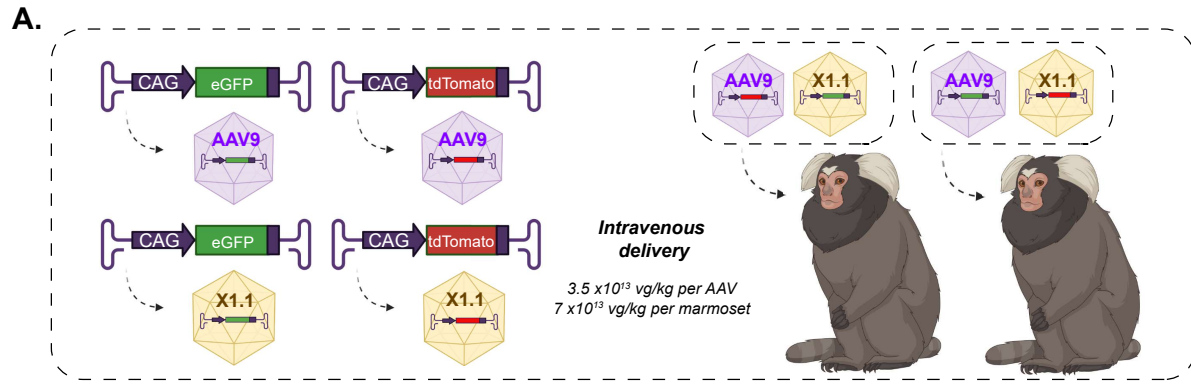 A.
CAG eGFP
CAG tdTomato
AAV9
AAV9
CAG eGFP
CAG tdTomato
X1.1
X1.1
Intravenous
delivery
3.5 x10¹³ vg/kg per AAV
7 x10¹³ vg/kg per marmoset
AAV9 X1.1
AAV9 X1.1